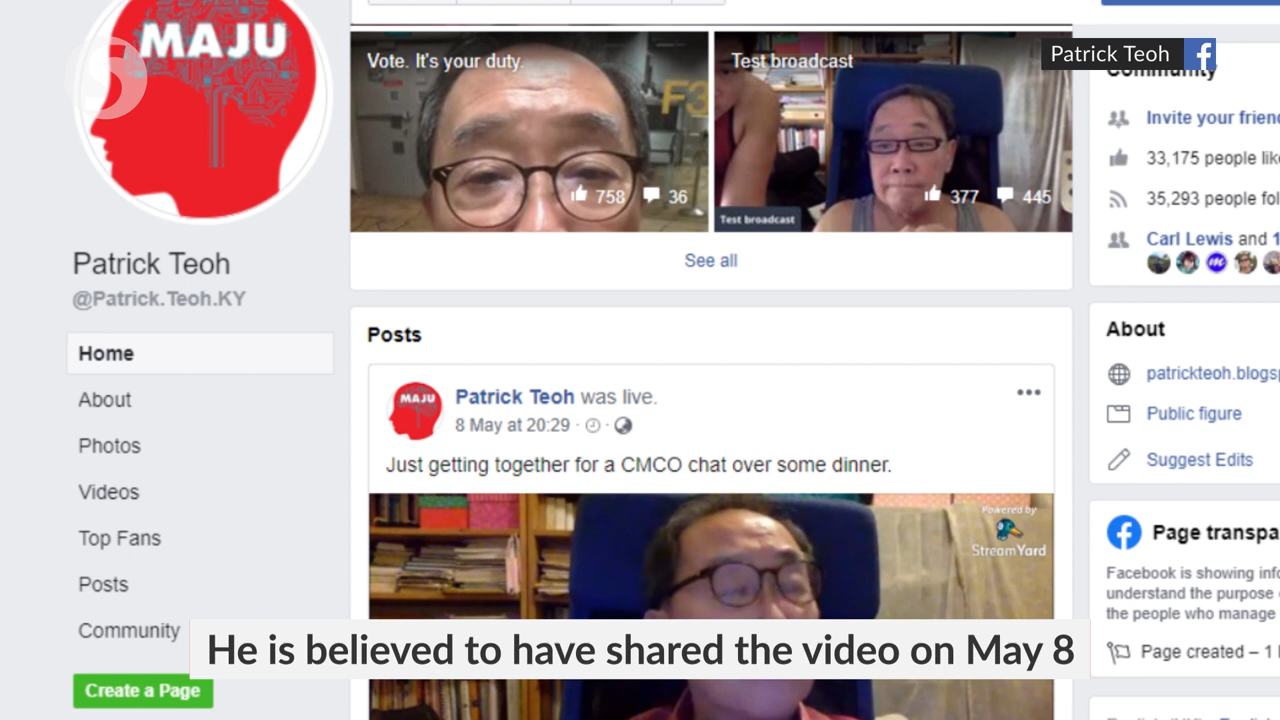 MAJU
S
Patrick Teoh
@Patrick.Teoh.KY
Home
About
Photos
Videos
Top Fans
Posts
Community
Create a Page
Vote. It's your duty.
F3
758 36
Test broadcast
Test broadcast
377 445
See all
Posts
MAJU
Patrick Teoh was live.
8 May at 20:29
Just getting together for a CMCO chat over some dinner.
Powered by
StreamYard
Patrick Teoh f
Community
Invite your frien
33,175 people lik
35,293 people fol
Carl Lewis and 1
About
patrickteoh.blogs
Public figure
Suggest Edits
Page transpa
Facebook is showing info
understand the purpose
the people who manage
Page created – 1
He is believed to have shared the video on May 8